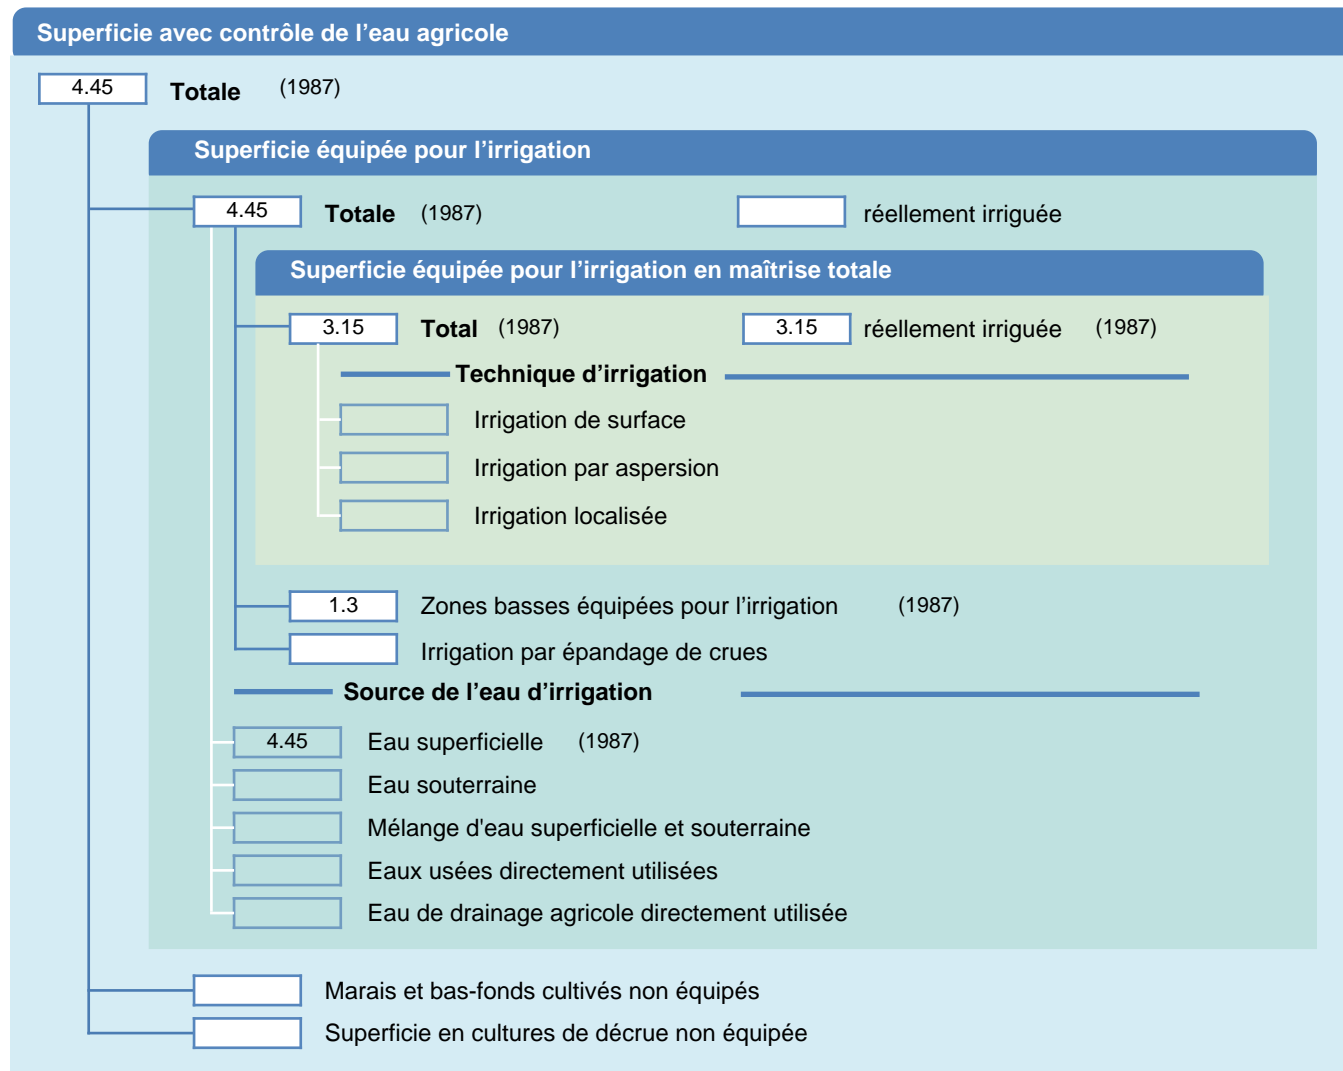 Superficie avec contrôle de l'eau agricole
4.45 Totale (1987)
Superficie équipée pour l'irrigation
4.45 Totale (1987) réellement irriguée
Superficie équipée pour l'irrigation en maîtrise totale
3.15 Total (1987) 3.15 réellement irriguée (1987)
Technique d'irrigation
Irrigation de surface
Irrigation par aspersion
Irrigation localisée
1.3 Zones basses équipées pour l'irrigation (1987)
Irrigation par épandage de crues
Source de l'eau d'irrigation
4.45 Eau superficielle (1987)
Eau souterraine
Mélange d'eau superficielle et souterraine
Eaux usées directement utilisées
Eau de drainage agricole directement utilisée
Marais et bas-fonds cultivés non équipés
Superficie en cultures de décrue non équipée